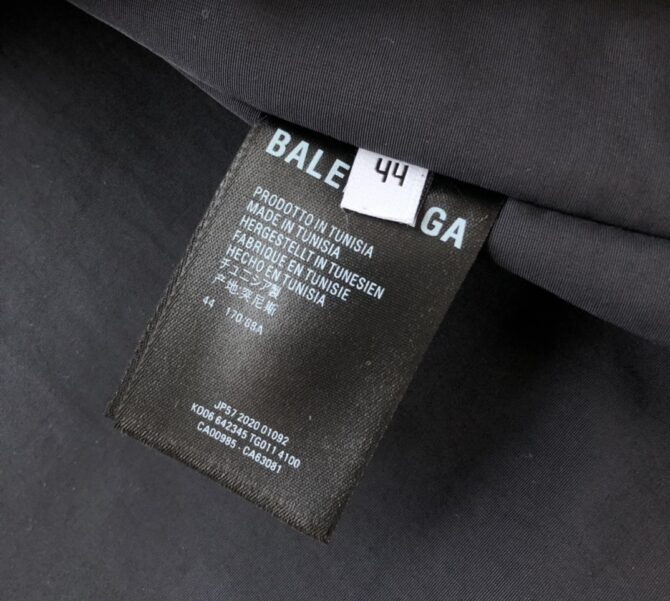 BALE GA
44
PRODOTTO IN TUNISIA
MADE IN TUNISIA
HERGESTELLT IN TUNESIEN
FABRIQUE EN TUNISIE
HECHO EN TUNISIA
チュニジア製
产地:突尼斯
44 170/88A
JP57 2020 01092
KO06 642345 TG011 4100
CA00985 - CA63081